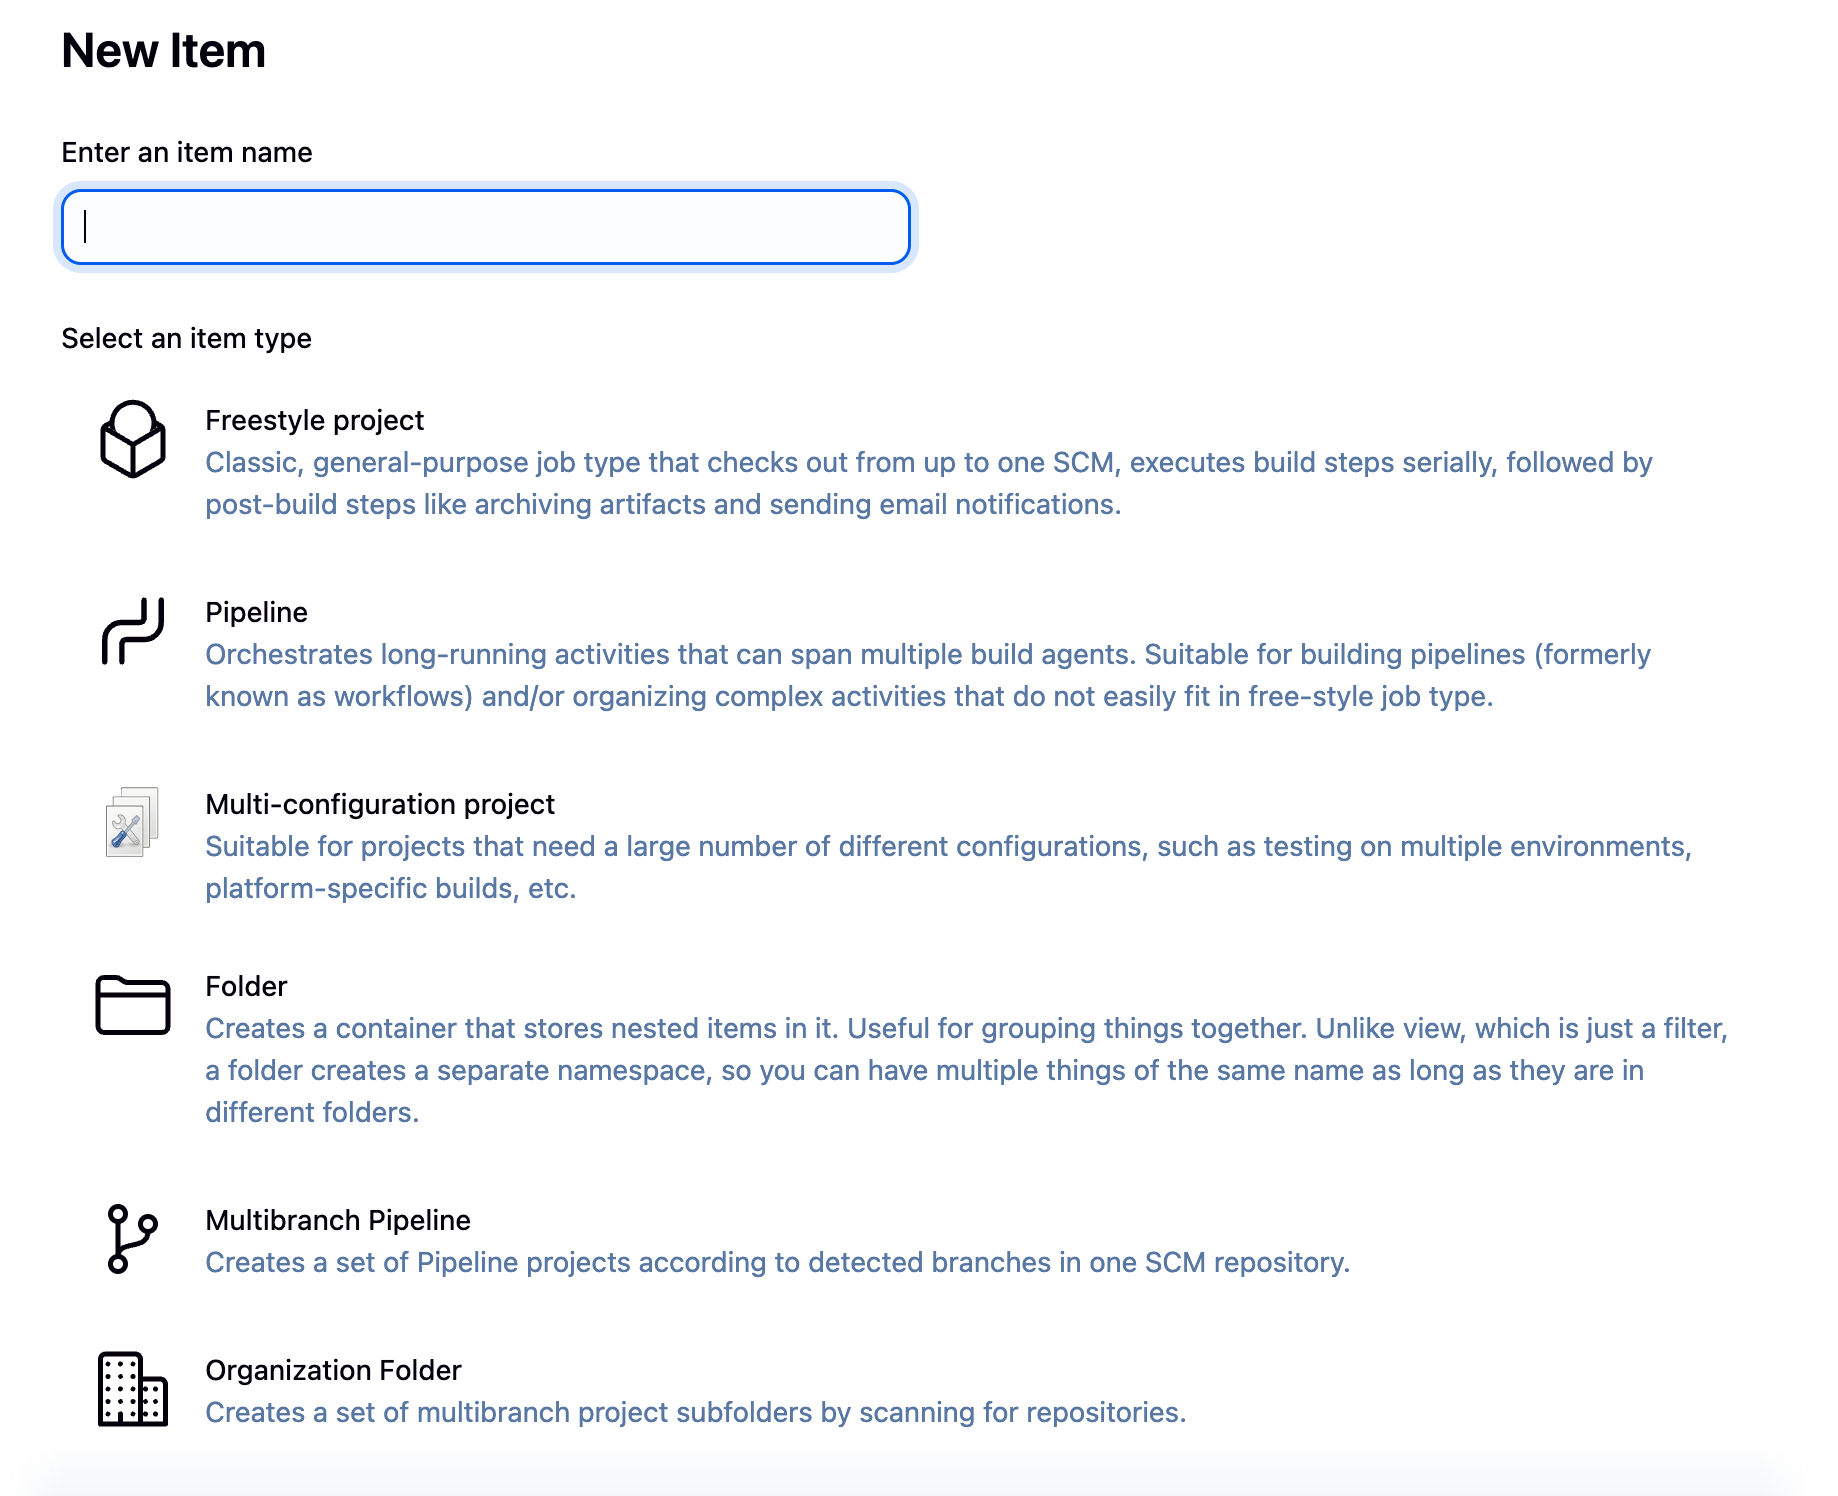 New Item
Enter an item name
Select an item type
Freestyle project
Classic, general-purpose job type that checks out from up to one SCM, executes build steps serially, followed by
post-build steps like archiving artifacts and sending email notifications.
Pipeline
Orchestrates long-running activities that can span multiple build agents. Suitable for building pipelines (formerly
known as workflows) and/or organizing complex activities that do not easily fit in free-style job type.
Multi-configuration project
Suitable for projects that need a large number of different configurations, such as testing on multiple environments,
platform-specific builds, etc.
Folder
Creates a container that stores nested items in it. Useful for grouping things together. Unlike view, which is just a filter,
a folder creates a separate namespace, so you can have multiple things of the same name as long as they are in
different folders.
Multibranch Pipeline
Creates a set of Pipeline projects according to detected branches in one SCM repository.
Organization Folder
Creates a set of multibranch project subfolders by scanning for repositories.